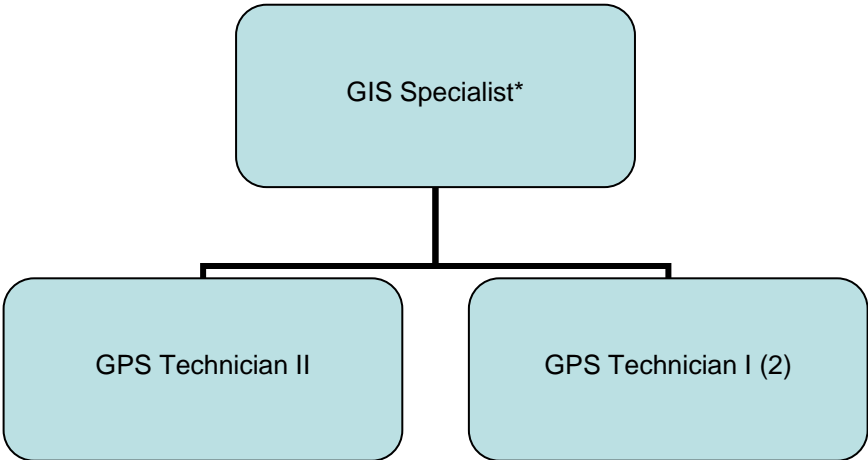 GIS Specialist*
GPS Technician II
GPS Technician I (2)